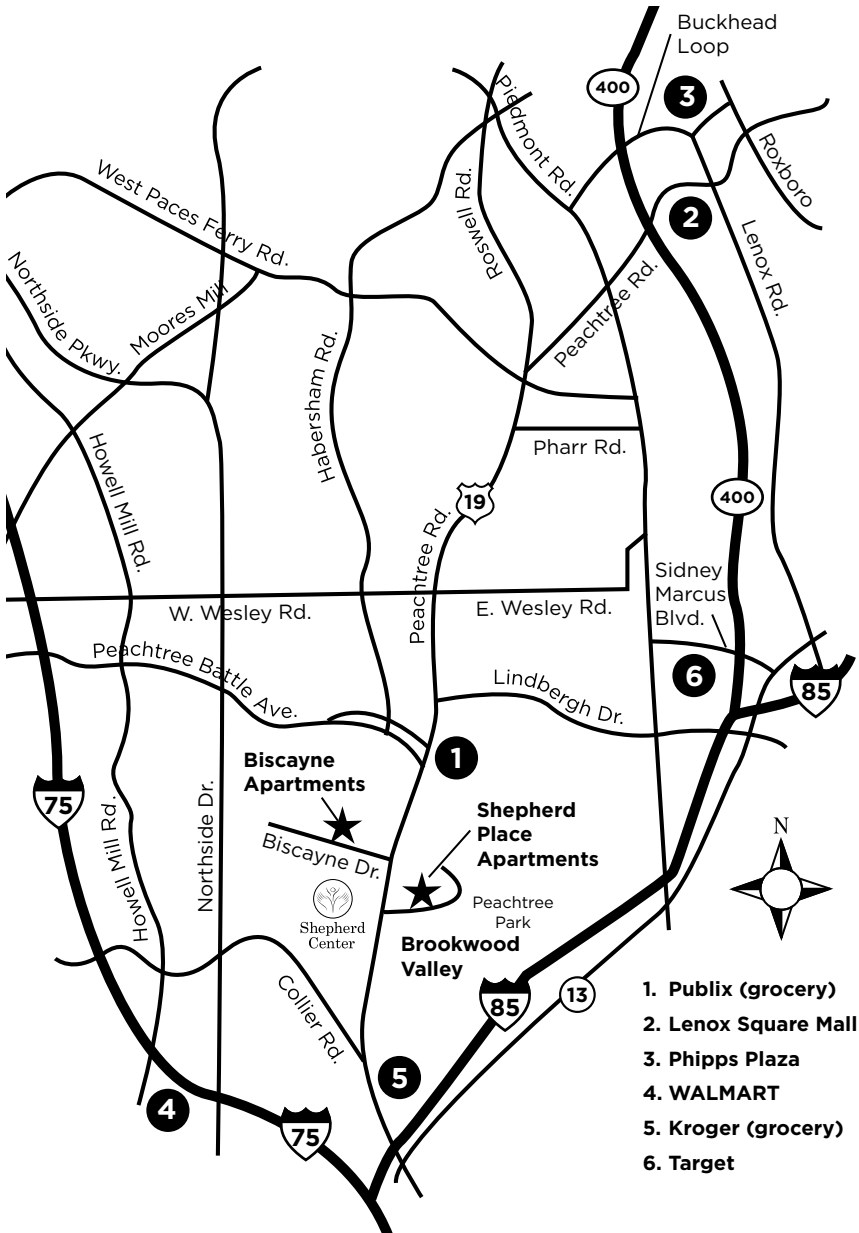 Buckhead
Loop
400
3
Piedmont Rd.
Roxboro
West Paces Ferry Rd.
Roswell Rd.
2
Lenox Rd.
Northside Pkwy.
Moores Mill
Peachtree Rd.
Habersham Rd.
Howell Mill Rd.
Pharr Rd.
19
400
Peachtree Rd.
Sidney
Marcus
Blvd.
W. Wesley Rd.
E. Wesley Rd.
Peachtree Battle Ave.
Lindbergh Dr.
6
85
1
Biscayne
Apartments
75
Northside Dr.
Howell Mill Rd.
Biscayne Dr.
Shepherd
Place
Apartments
N
Shepherd
Center
Peachtree
Park
Brookwood
Valley
Collier Rd.
85
13
5
4
75
1. Publix (grocery)
2. Lenox Square Mall
3. Phipps Plaza
4. WALMART
5. Kroger (grocery)
6. Target